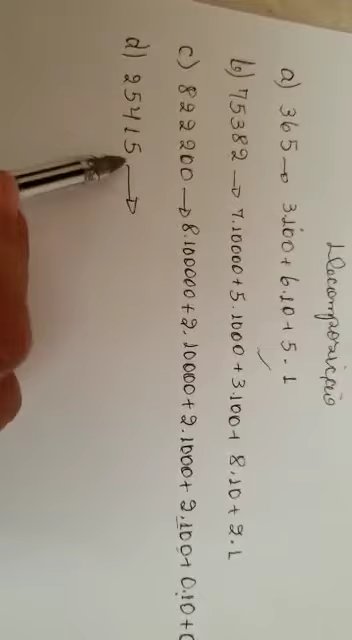 Decomposição
a) 365 → 3.100 + 6.10 + 5.1
b) 75382 → 7.10000 + 5.1000 + 3.100 + 8.10 + 2.1
c) 822200 → 8.100000 + 2.10000 + 2.1000 + 2.100 + 0.10 + 0
d) 25415 →